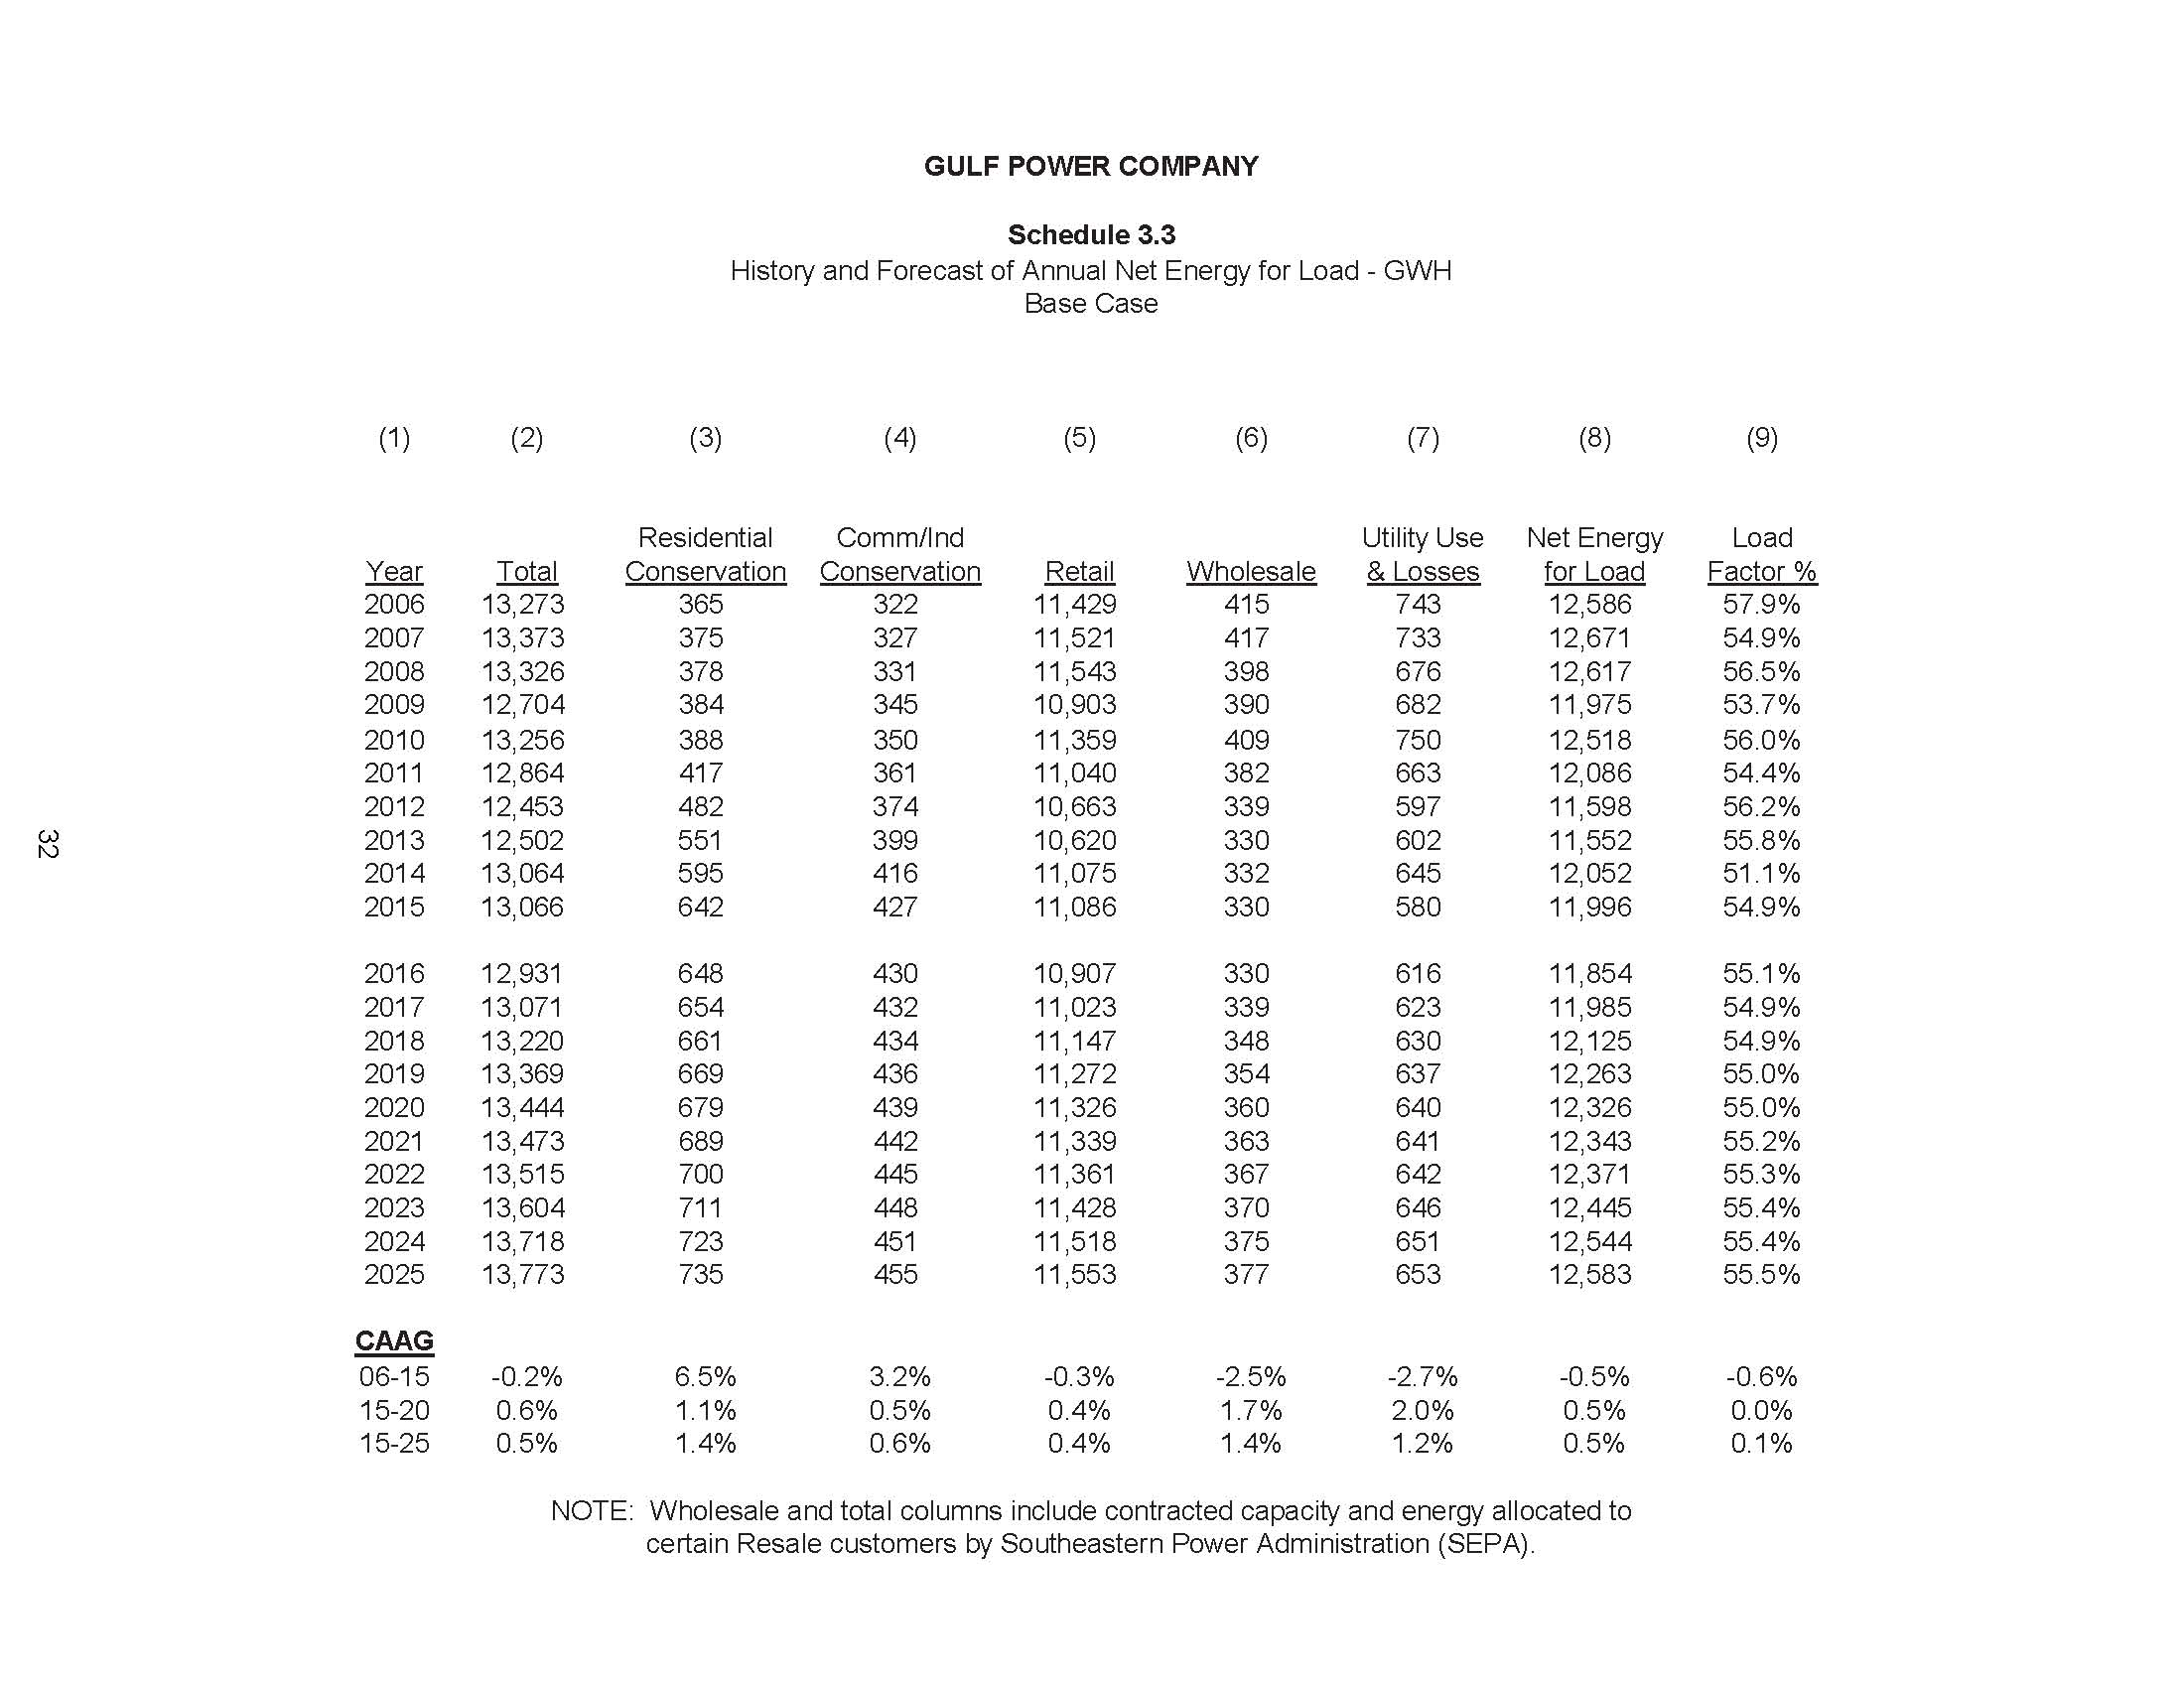 GULF POWER COMPANY
Schedule 3.3
History and Forecast of Annual Net Energy for Load - GWH
Base Case
(1) (2) (3) (4) (5) (6) (7) (8) (9)
Residential Comm/Ind Utility Use Net Energy Load
Year Total Conservation Conservation Retail Wholesale & Losses for Load Factor %
2006 13,273 365 322 11,429 415 743 12,586 57.9%
2007 13,373 375 327 11,521 417 733 12,671 54.9%
2008 13,326 378 331 11,543 398 676 12,617 56.5%
2009 12,704 384 345 10,903 390 682 11,975 53.7%
2010 13,256 388 350 11,359 409 750 12,518 56.0%
2011 12,864 417 361 11,040 382 663 12,086 54.4%
2012 12,453 482 374 10,663 339 597 11,598 56.2%
2013 12,502 551 399 10,620 330 602 11,552 55.8%
2014 13,064 595 416 11,075 332 645 12,052 51.1%
2015 13,066 642 427 11,086 330 580 11,996 54.9%
2016 12,931 648 430 10,907 330 616 11,854 55.1%
2017 13,071 654 432 11,023 339 623 11,985 54.9%
2018 13,220 661 434 11,147 348 630 12,125 54.9%
2019 13,369 669 436 11,272 354 637 12,263 55.0%
2020 13,444 679 439 11,326 360 640 12,326 55.0%
2021 13,473 689 442 11,339 363 641 12,343 55.2%
2022 13,515 700 445 11,361 367 642 12,371 55.3%
2023 13,604 711 448 11,428 370 646 12,445 55.4%
2024 13,718 723 451 11,518 375 651 12,544 55.4%
2025 13,773 735 455 11,553 377 653 12,583 55.5%
CAAG
06-15 -0.2% 6.5% 3.2% -0.3% -2.5% -2.7% -0.5% -0.6%
15-20 0.6% 1.1% 0.5% 0.4% 1.7% 2.0% 0.5% 0.0%
15-25 0.5% 1.4% 0.6% 0.4% 1.4% 1.2% 0.5% 0.1%
NOTE: Wholesale and total columns include contracted capacity and energy allocated to
certain Resale customers by Southeastern Power Administration (SEPA).
32